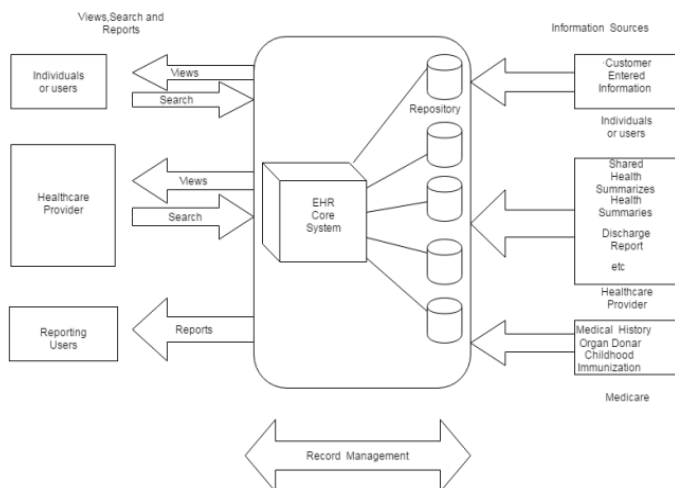 Views,Search and
Reports
Information Sources
Individuals
or users
Views
Search
Repository
·Customer
Entered
Information
Individuals or users
Healthcare
Provider
Views
Search
EHR
Core
System
Shared
Health
Summarizes
Health
Summaries
Discharge
Report
etc
Healthcare
Provider
Reporting
Users
Reports
Medical History
Organ Donar
Childhood
Immunization
Medicare
Record Management